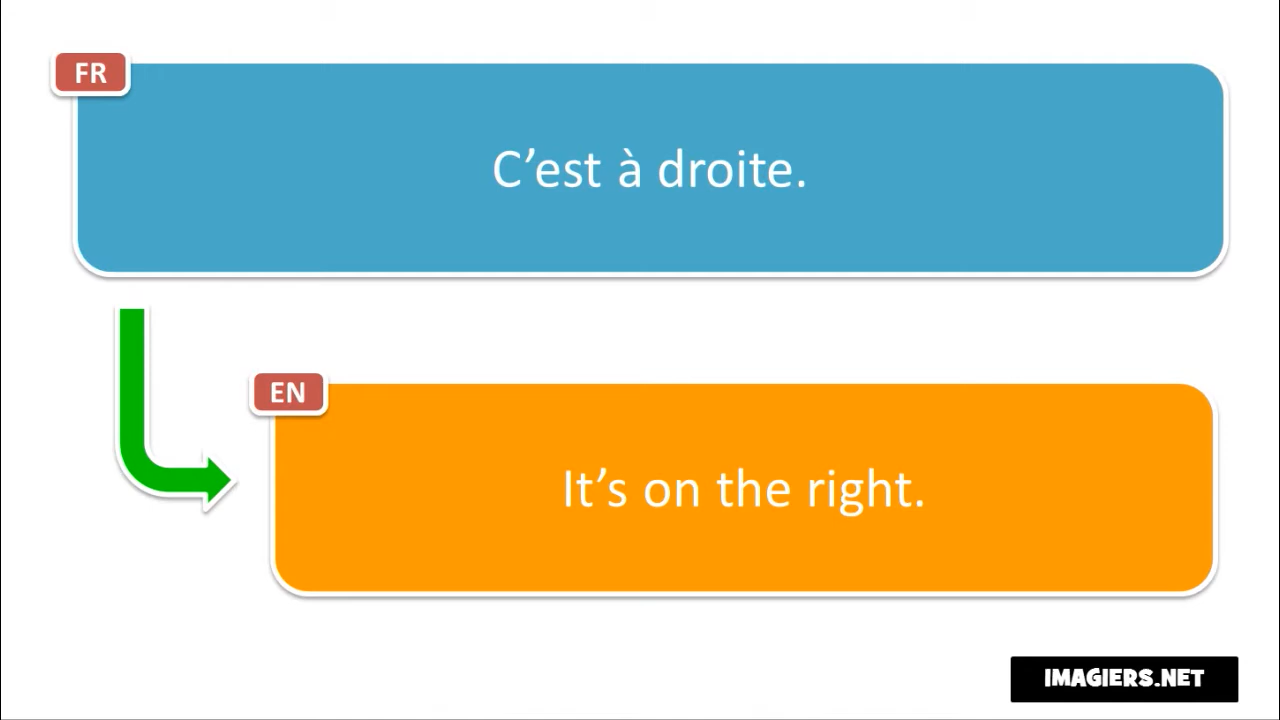 FR
C’est à droite.
EN
It’s on the right.
IMAGIERS.NET